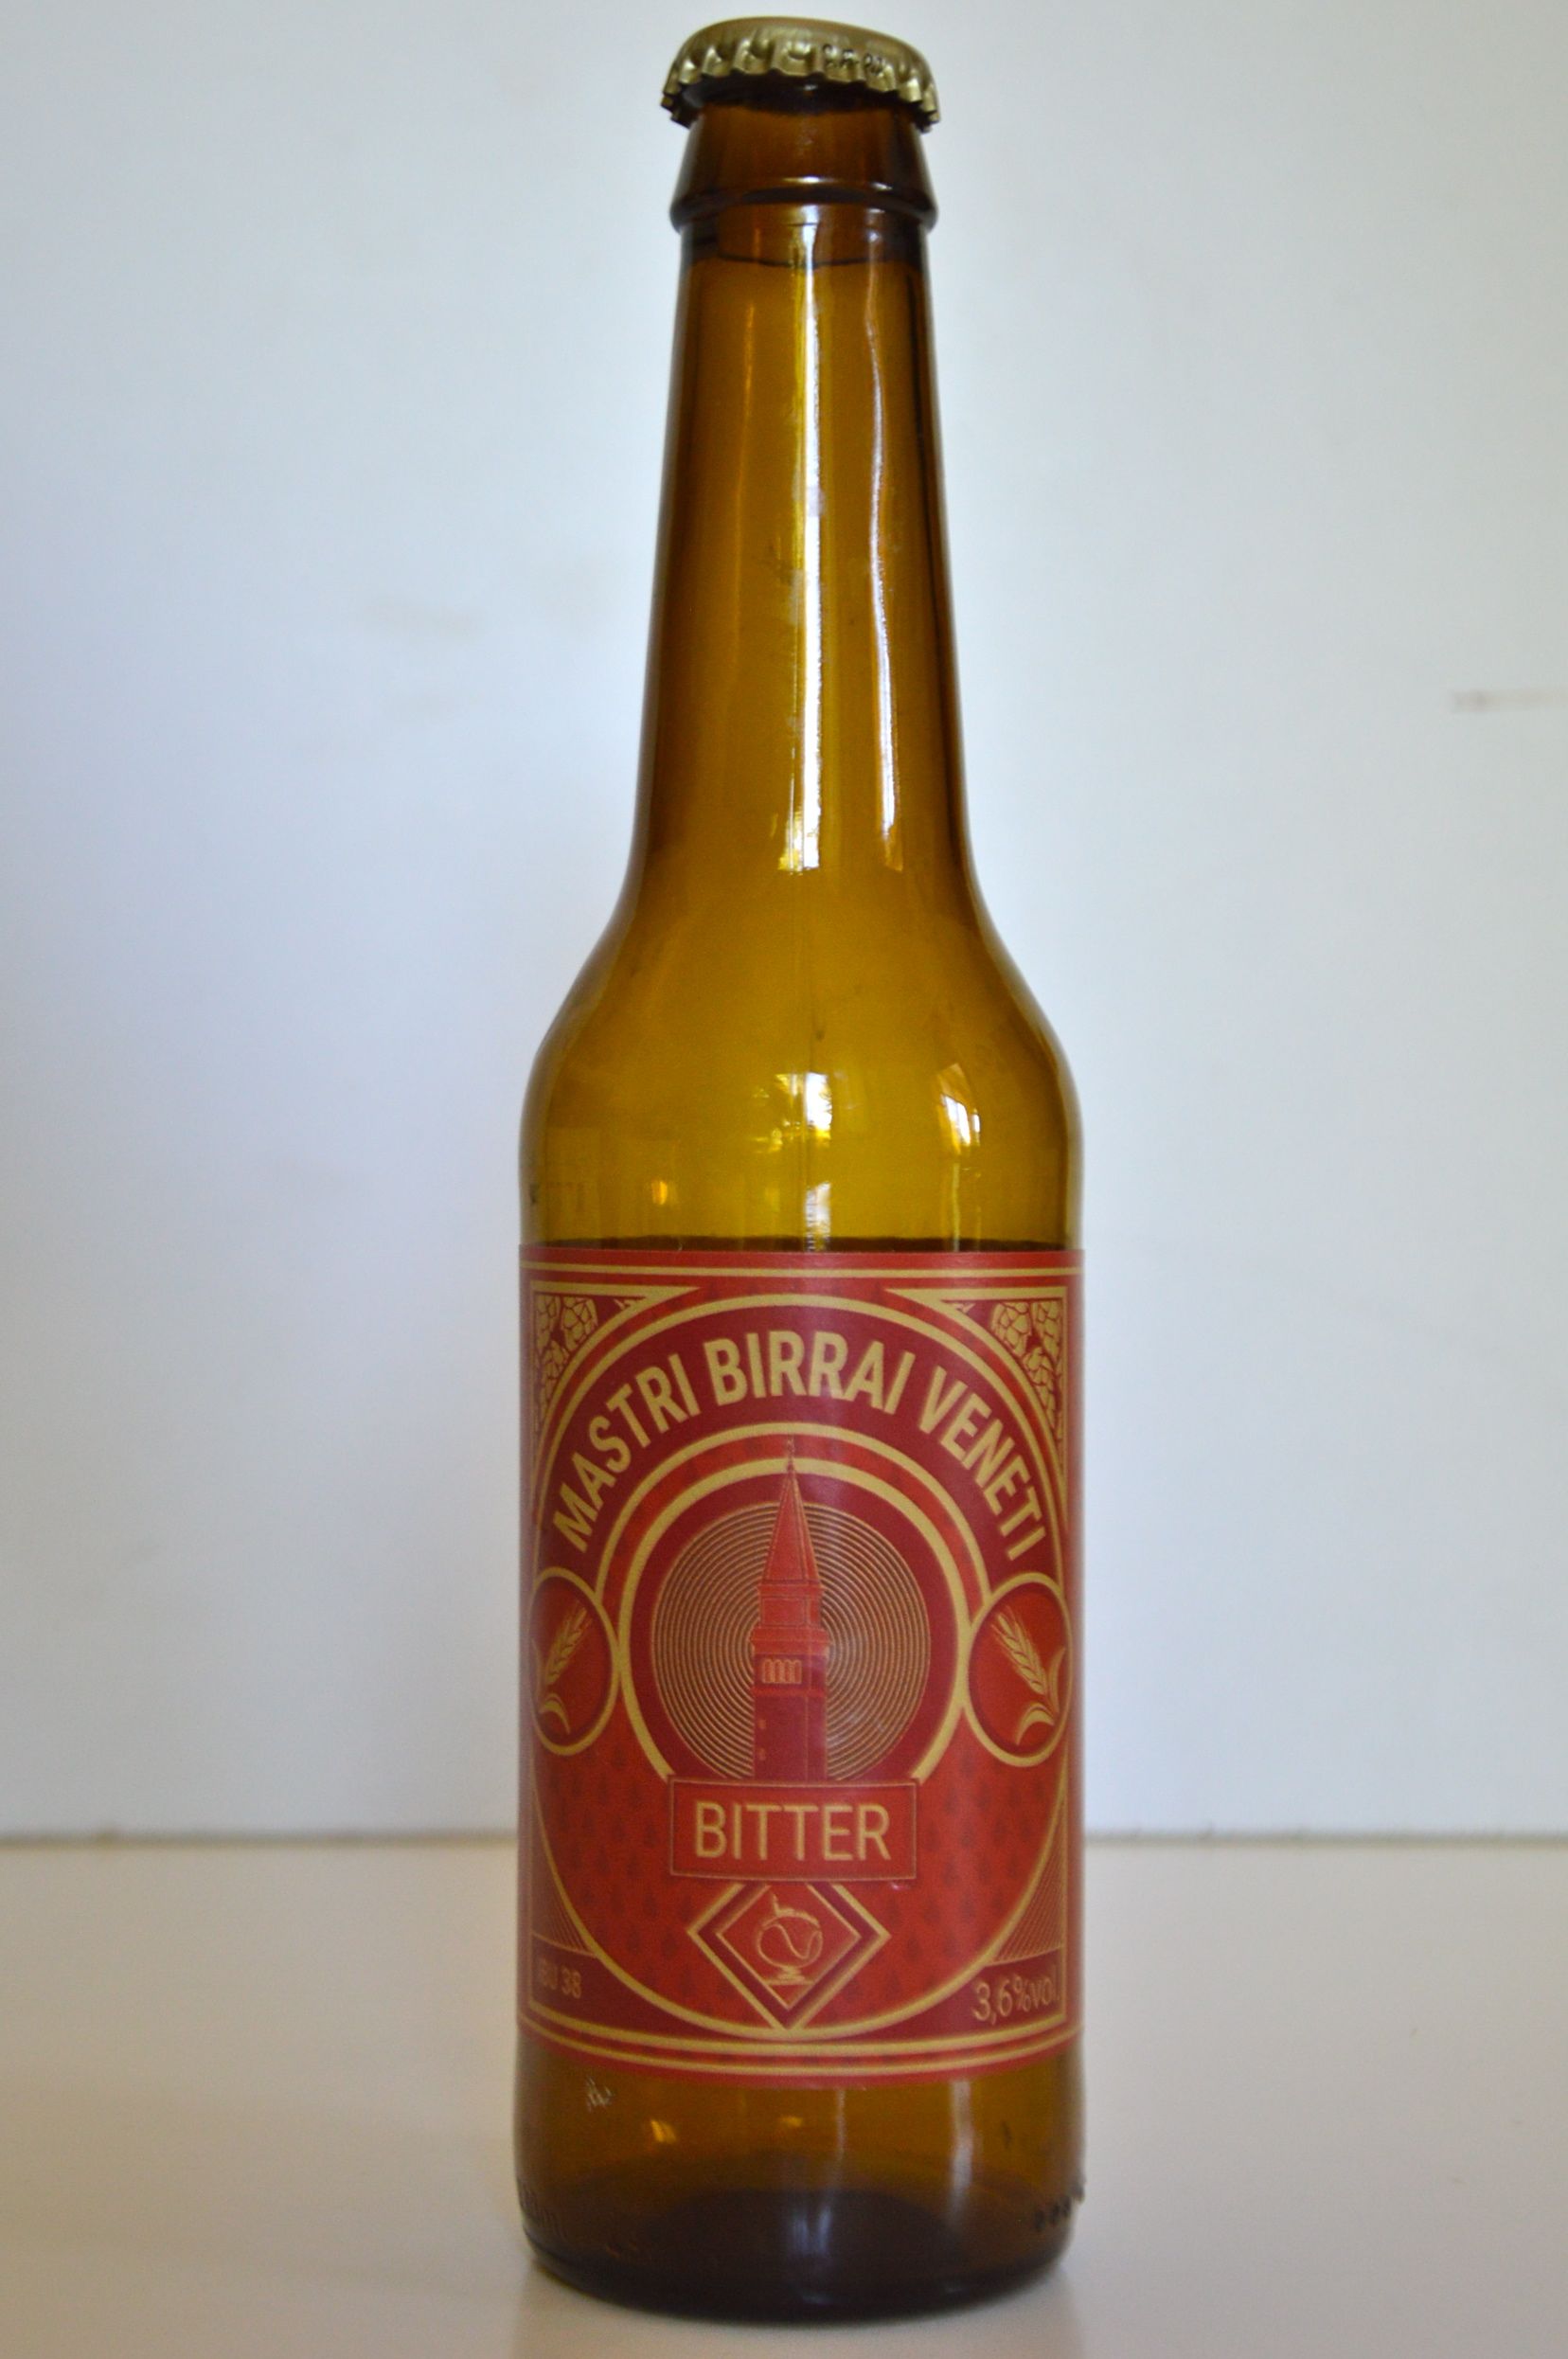 MASTRI BIRRAI VENETI
BITTER
IBU 38
3,6%vol.